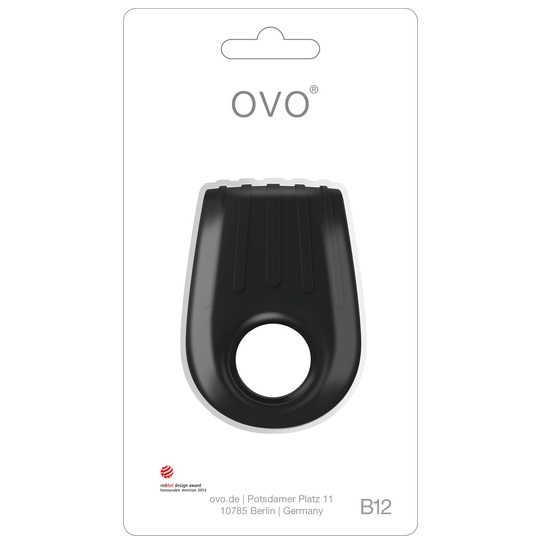 OVO®
reddot design award
honourable mention 2013
ovo.de | Potsdamer Platz 11
10785 Berlin | Germany
B12